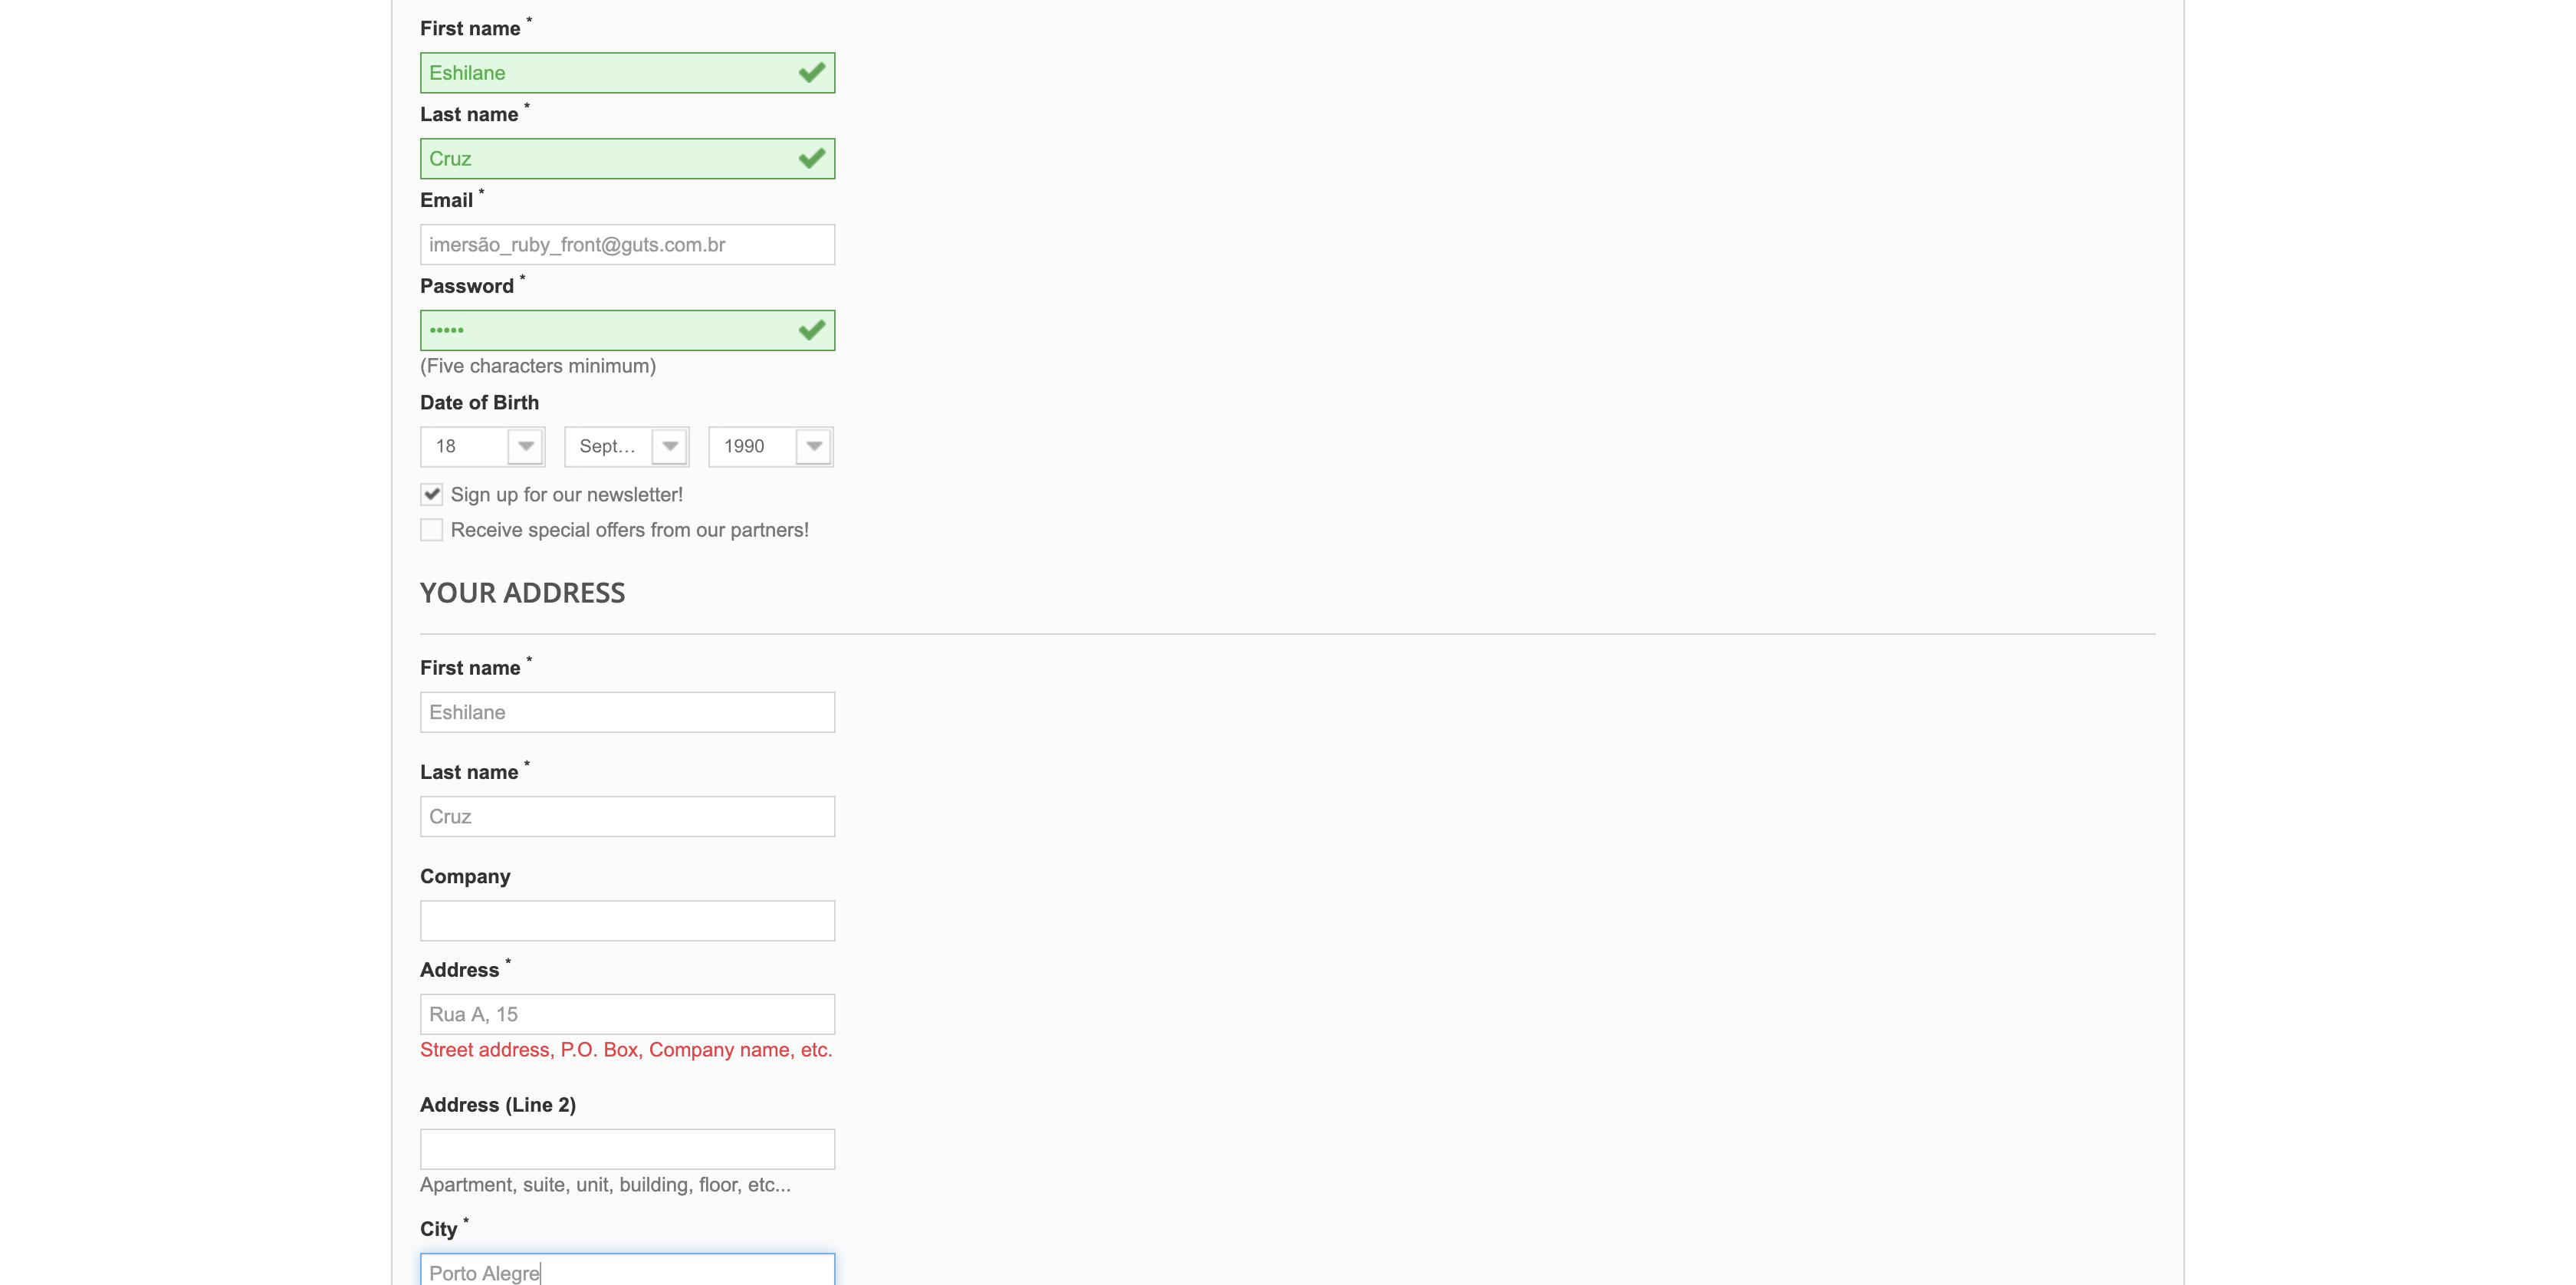 First name *
Eshilane
Last name *
Cruz
Email *
imersão_ruby_front@guts.com.br
Password *
•••••
(Five characters minimum)
Date of Birth
18 Sept... 1990
Sign up for our newsletter!
Receive special offers from our partners!
YOUR ADDRESS
First name *
Eshilane
Last name *
Cruz
Company
Address *
Rua A, 15
Street address, P.O. Box, Company name, etc.
Address (Line 2)
Apartment, suite, unit, building, floor, etc...
City *
Porto Alegre